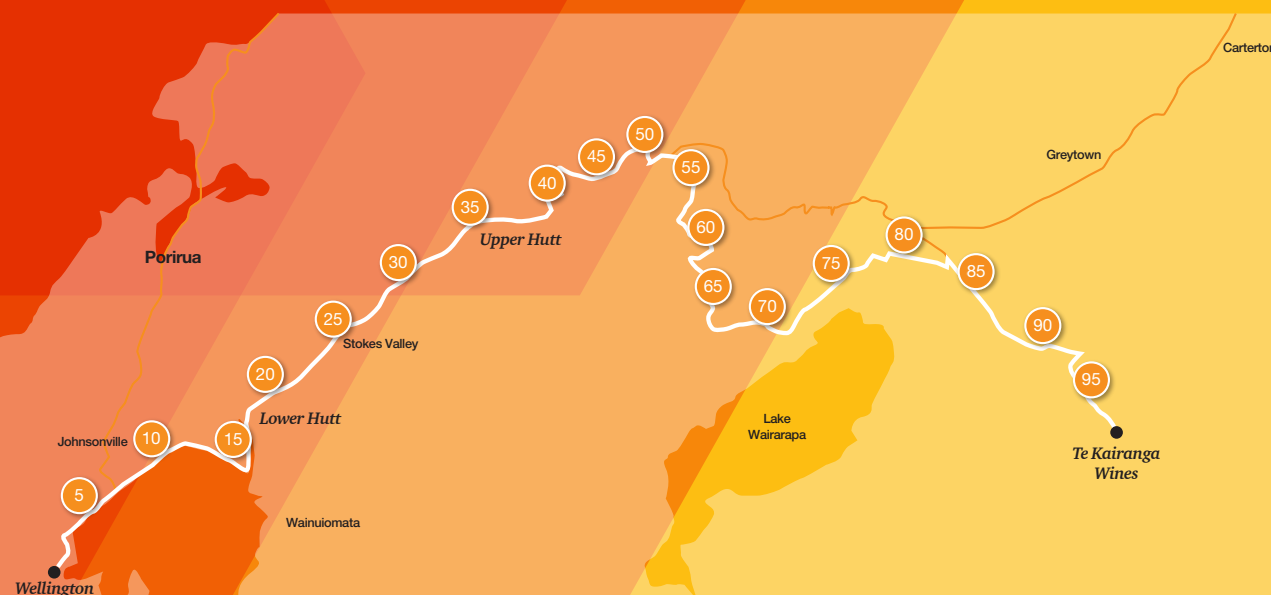 Carterton
50
Greytown
45
55
40
35
60
Upper Hutt
80
Porirua
30
75
85
65
70
25
90
Stokes Valley
20
95
Lower Hutt
Lake
Wairarapa
Johnsonville
10
15
Te Kairanga
Wines
5
Wainuiomata
Wellington